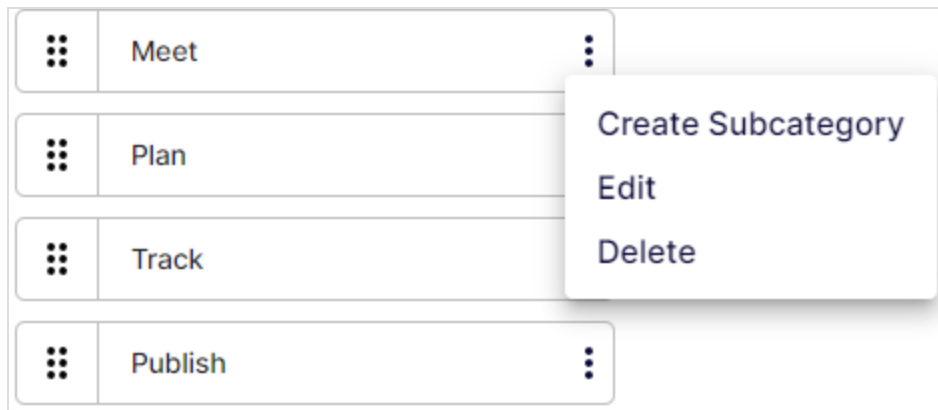 Meet
Create Subcategory
Plan
Edit
Delete
Track
Publish